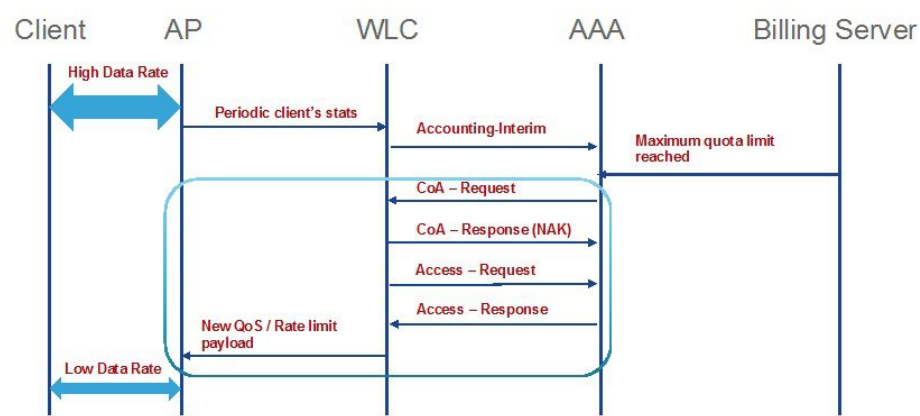 Client AP WLC AAA Billing Server
High Data Rate
Periodic client's stats
Accounting-Interim
Maximum quota limit
reached
CoA – Request
CoA – Response (NAK)
Access – Request
Access – Response
New QoS / Rate limit
payload
Low Data Rate